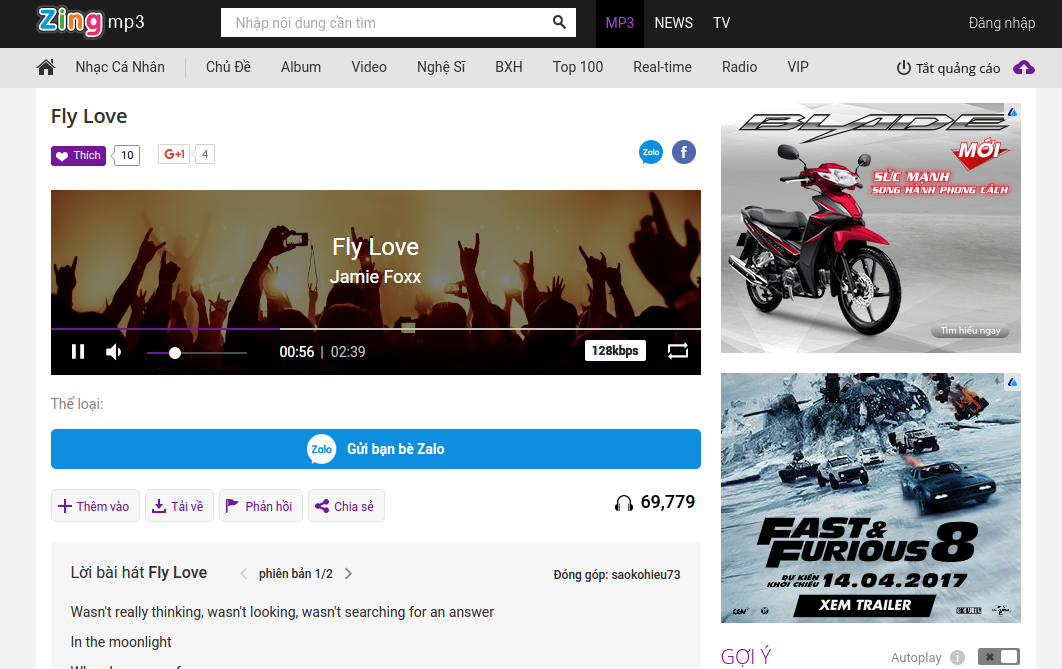 Zing mp3
Nhập nội dung cần tìm
MP3 NEWS TV
Đăng nhập
Nhạc Cá Nhân Chủ Đề Album Video Nghệ Sĩ BXH Top 100 Real-time Radio VIP
Tắt quảng cáo
Fly Love
Thích 10 G+1 4
Zalo f
Fly Love
Jamie Foxx
00:56 | 02:39 128kbps
Thể loại:
Zalo Gửi bạn bè Zalo
Thêm vào Tải về Phản hồi Chia sẻ
69,779
Lời bài hát Fly Love phiên bản 1/2 Đóng góp: saokohieu73
Wasn't really thinking, wasn't looking, wasn't searching for an answer
In the moonlight
BLADE
MỚI
SỨC MẠNH
SONG HÀNH PHONG CÁCH
Tìm hiểu ngay
FAST &
FURIOUS 8
DỰ KIẾN
KHỞI CHIẾU 14.04.2017
XEM TRAILER
GỢI Ý Autoplay